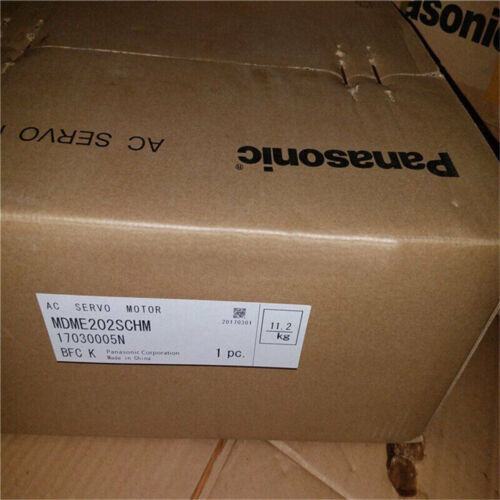 Panasonic
®
AC SERVO
Panasonic
AC SERVO MOTOR
MDME202SCHM
17030005N
BFC K
Panasonic Corporation
Made in China
20170301
1 pc.
11.2
kg